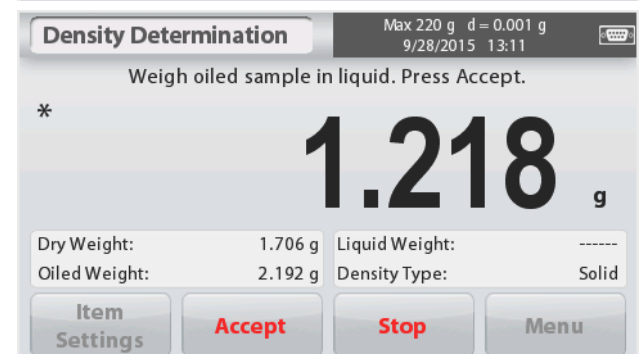 Density Determination
Max 220 g d = 0.001 g
9/28/2015 13:11
Weigh oiled sample in liquid. Press Accept.
*
1.218 g
Dry Weight: 1.706 g Liquid Weight: ------
Oiled Weight: 2.192 g Density Type: Solid
Item
Settings
Accept
Stop
Menu